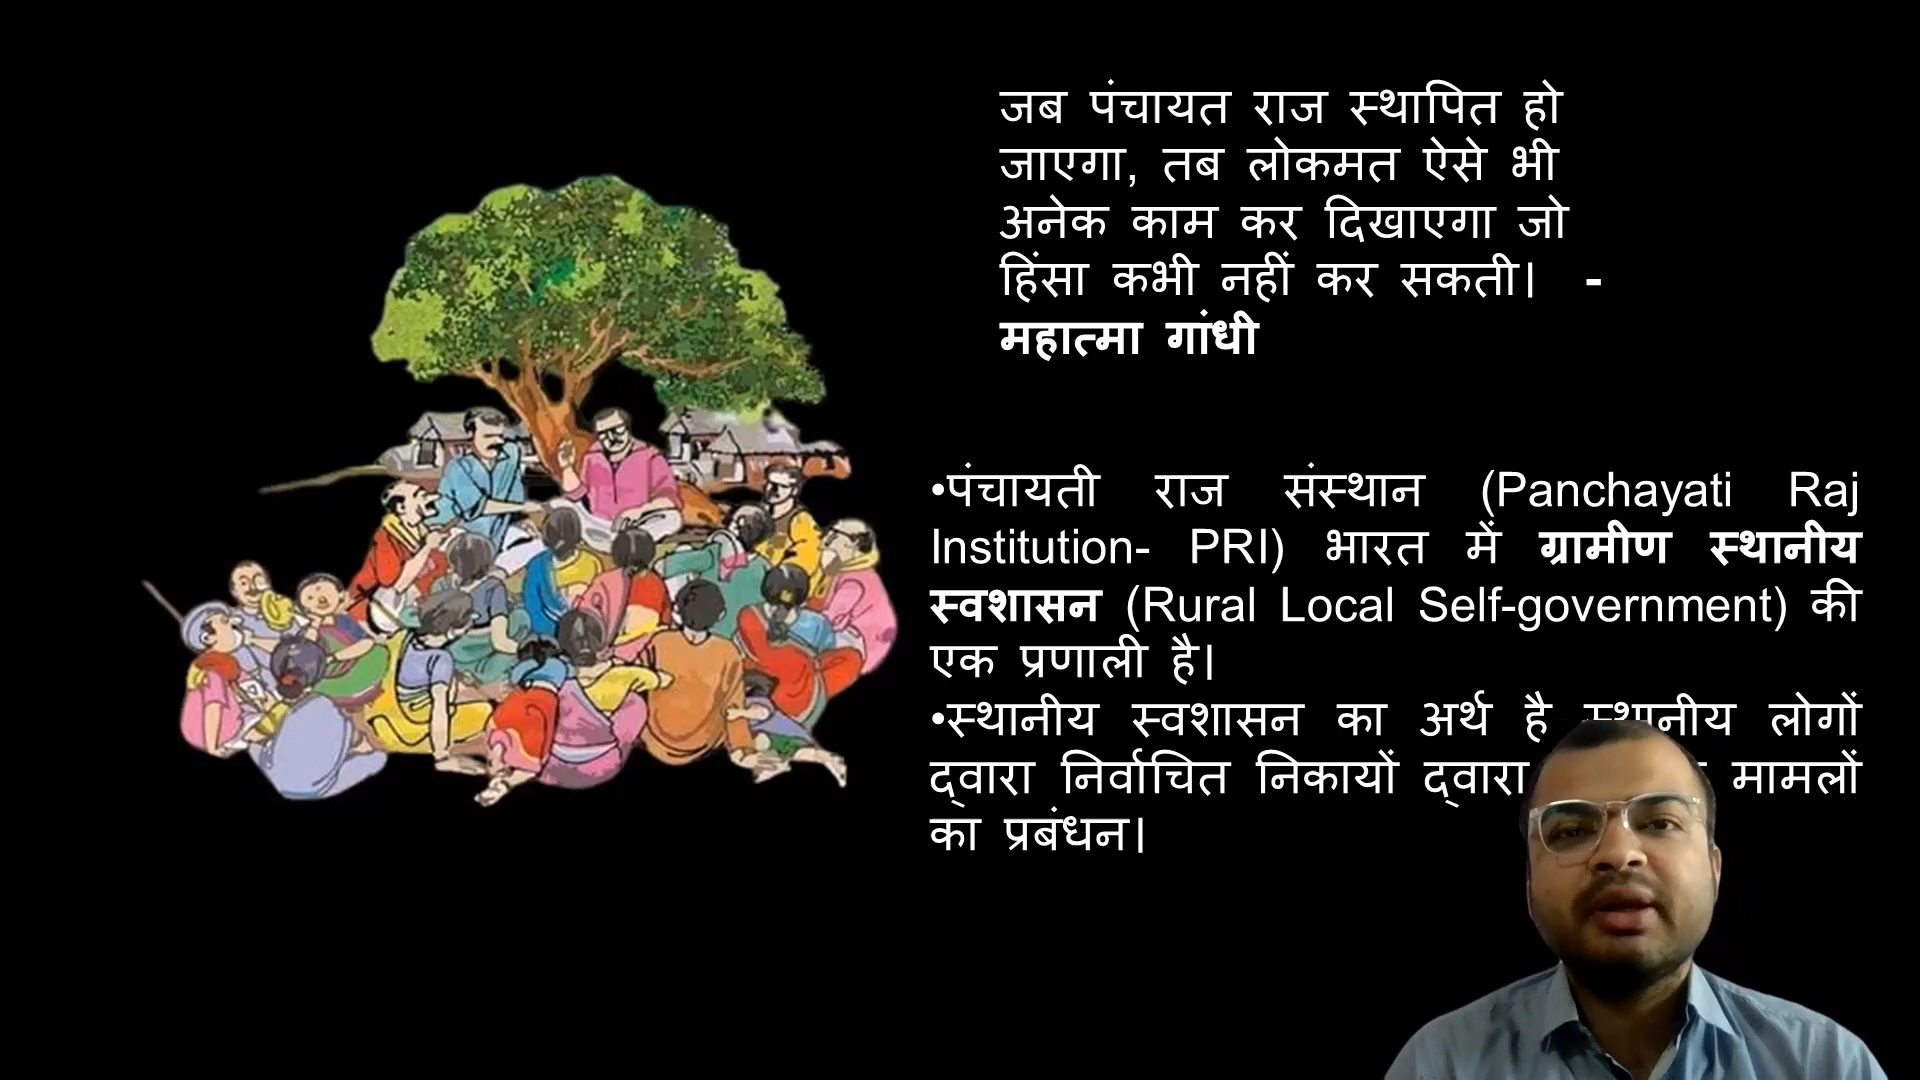 जब पंचायत राज स्थापित हो
जाएगा, तब लोकमत ऐसे भी
अनेक काम कर दिखाएगा जो
हिंसा कभी नहीं कर सकती। -
महात्मा गांधी
•पंचायती राज संस्थान (Panchayati Raj
Institution- PRI) भारत में ग्रामीण स्थानीय
स्वशासन (Rural Local Self-government) की
एक प्रणाली है।
•स्थानीय स्वशासन का अर्थ है स्थानीय लोगों
द्वारा निर्वाचित निकायों द्वारा मामलों
का प्रबंधन।